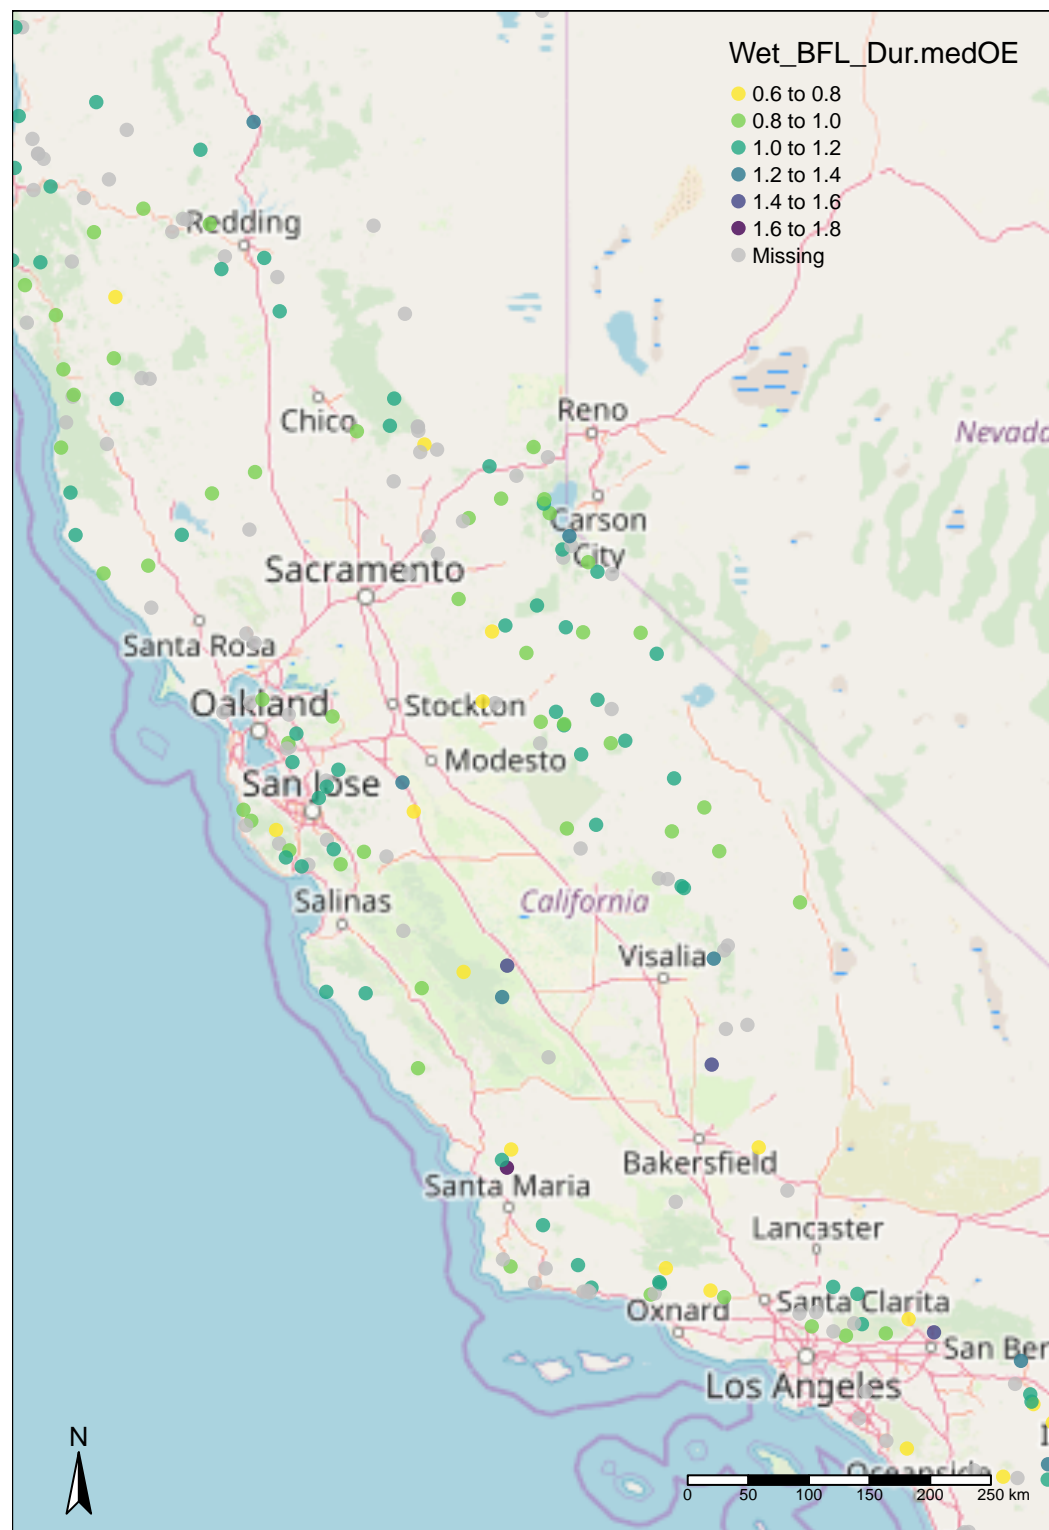 Wet_BFL_Dur.medOE
0.6 to 0.8
0.8 to 1.0
1.0 to 1.2
1.2 to 1.4
1.4 to 1.6
1.6 to 1.8
Missing
Redding
Chico
Reno
Nevada
Carson
City
Sacramento
Santa Rosa
Oakland
Stockton
Modesto
San Jose
Salinas
California
Visalia
Bakersfield
Santa Maria
Lancaster
Santa Clarita
Oxnard
San Ber
Los Angeles
Oceanside
N
0 50 100 150 200 250 km